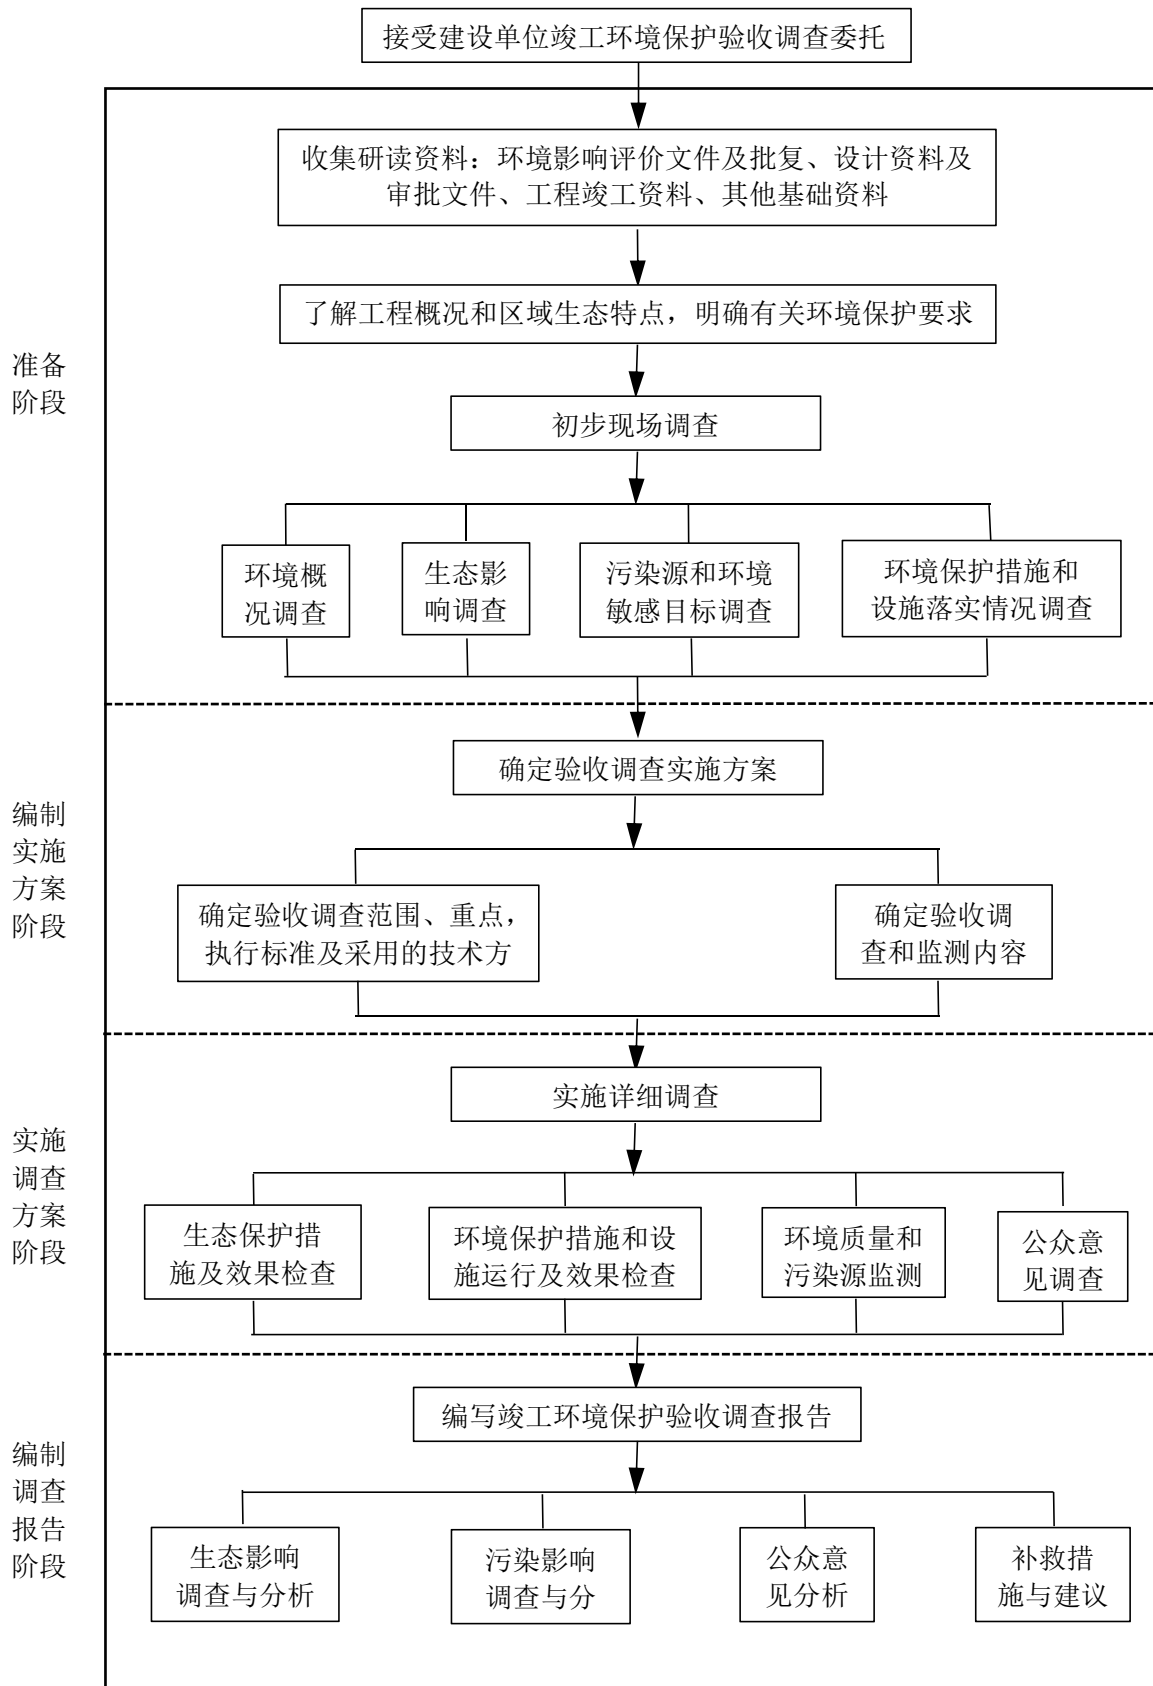 接受建设单位竣工环境保护验收调查委托
收集研读资料：环境影响评价文件及批复、设计资料及
审批文件、工程竣工资料、其他基础资料
了解工程概况和区域生态特点，明确有关环境保护要求
准备
阶段
初步现场调查
环境概
况调查
生态影
响调查
污染源和环境
敏感目标调查
环境保护措施和
设施落实情况调查
确定验收调查实施方案
编制
实施
方案
阶段
确定验收调查范围、重点，
执行标准及采用的技术方
确定验收调
查和监测内容
实施详细调查
实施
调查
方案
阶段
生态保护措
施及效果检查
环境保护措施和设
施运行及效果检查
环境质量和
污染源监测
公众意
见调查
编写竣工环境保护验收调查报告
编制
调查
报告
阶段
生态影响
调查与分析
污染影响
调查与分
公众意
见分析
补救措
施与建议